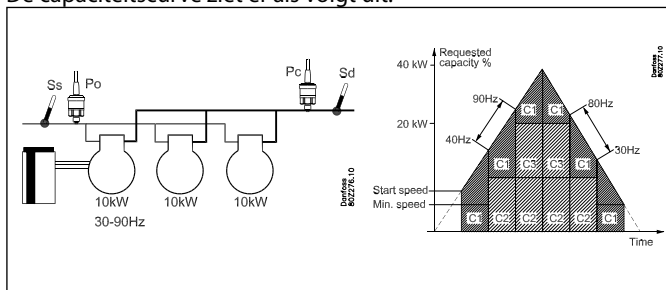 De capaciteitscurve ziet er als volgt uit:
Ss Po
Pc Sd
10kW 10kW 10kW
30-90Hz
Danfoss
80Z276.10
Requested
capacity %
40 kW
20 kW
90Hz
40Hz
80Hz
30Hz
Start speed
Min. speed
C1 C1
C1 C3 C3 C1
C1 C2 C2 C2 C2 C1
Time
Danfoss
80Z277.10